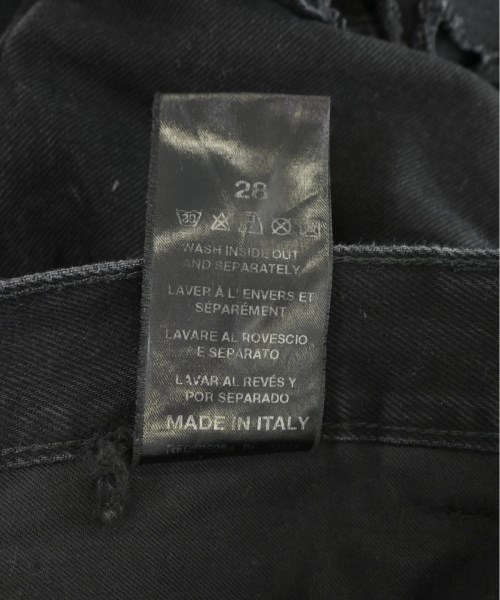 28
30
WASH INSIDE OUT
AND SEPARATELY
LAVER À L'ENVERS ET
SÉPARÉMENT
LAVARE AL ROVESCIO
E SEPARATO
LAVAR AL REVÉS Y
POR SEPARADO
MADE IN ITALY